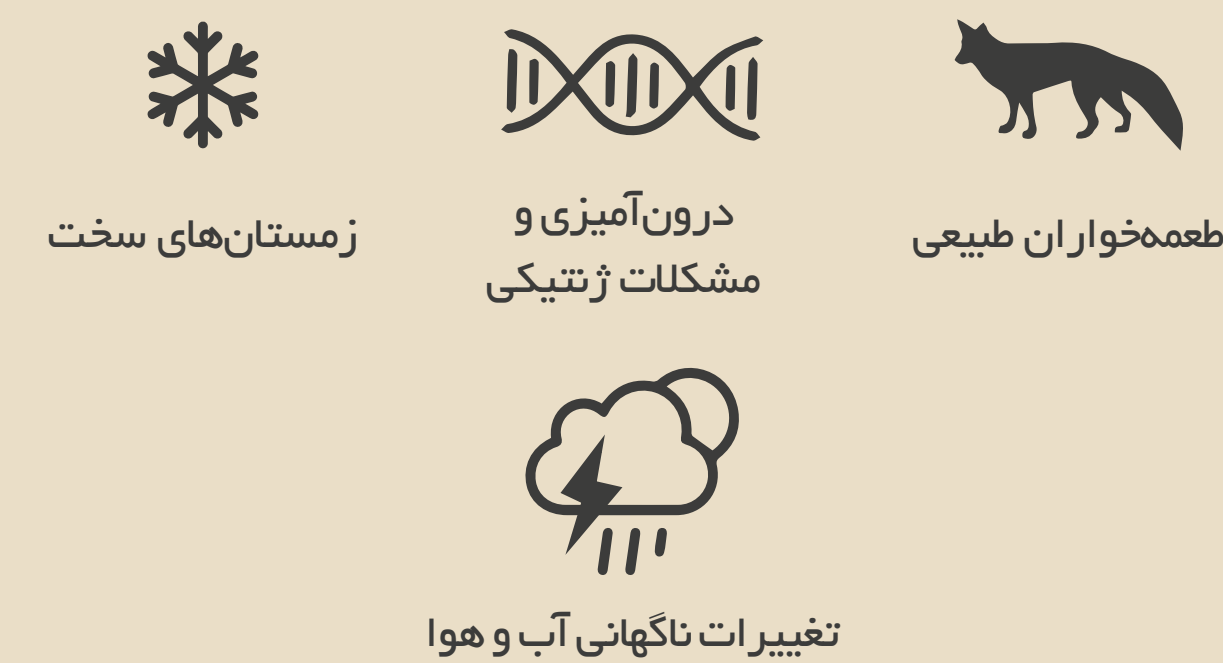 طعمه‌خواران طبیعی
درون‌آمیزی و
مشکلات ژنتیکی
زمستان‌های سخت
تغییرات ناگهانی آب و هوا